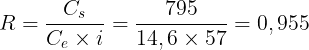 R = \frac{C_s}{C_e \times i} = \frac{795}{14,6 \times 57} = 0,955